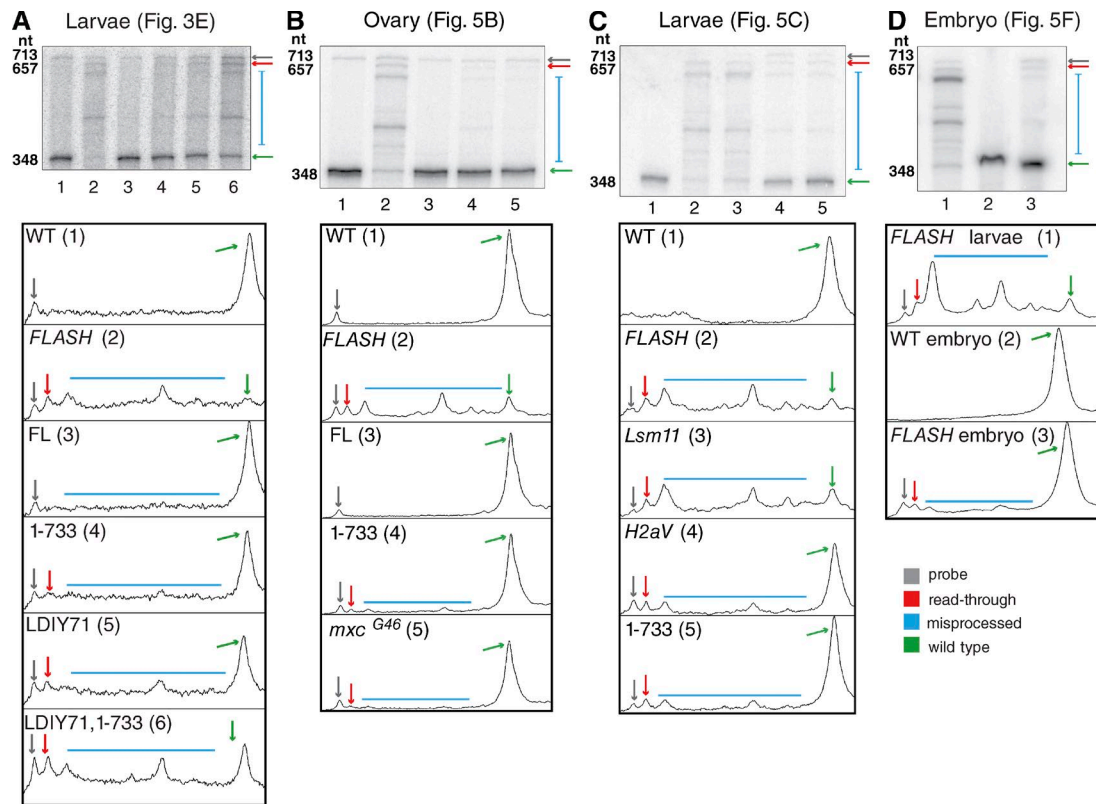 A Larvae (Fig. 3E)
nt
713
657
348
1 2 3 4 5 6
WT (1)
FLASH (2)
FL (3)
1-733 (4)
LDIY71 (5)
LDIY71,1-733 (6)
B Ovary (Fig. 5B)
nt
713
657
348
1 2 3 4 5
WT (1)
FLASH (2)
FL (3)
1-733 (4)
mxc G46 (5)
C Larvae (Fig. 5C)
nt
713
657
348
1 2 3 4 5
WT (1)
FLASH (2)
Lsm11 (3)
H2aV (4)
1-733 (5)
D Embryo (Fig. 5F)
nt
713
657
348
1 2 3
FLASH larvae (1)
WT embryo (2)
FLASH embryo (3)
probe
read-through
misprocessed
wild type